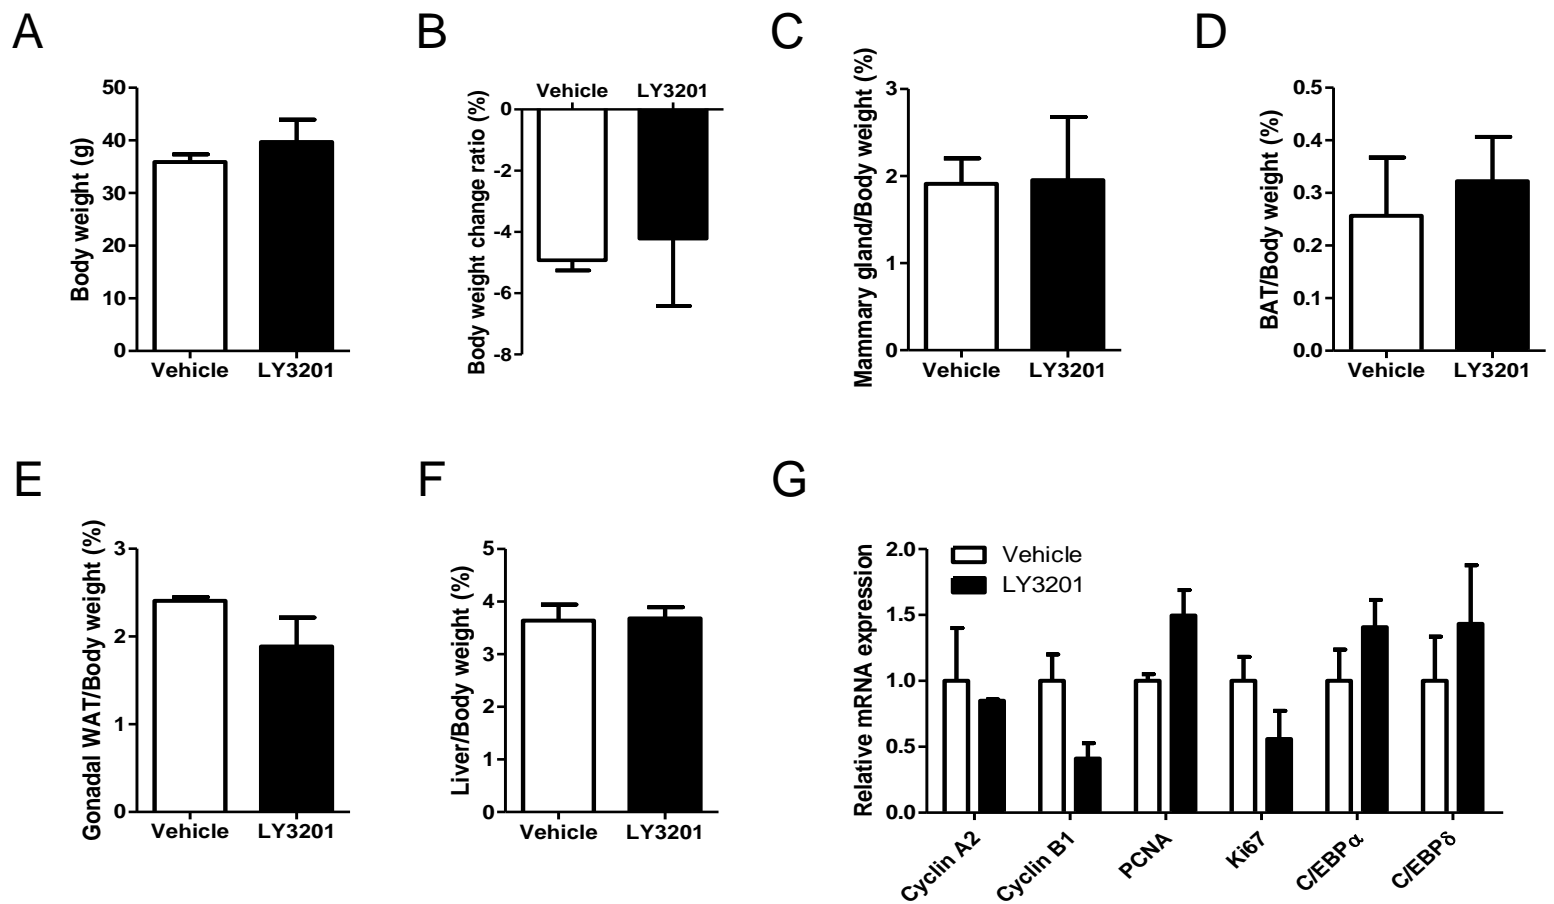 A
Body weight (g)
50
40
30
20
10
0
Vehicle
LY3201
B
Body weight change ratio (%)
Vehicle
LY3201
0
-2
-4
-6
-8
C
Mammary gland/Body weight (%)
3
2
1
0
Vehicle
LY3201
D
BAT/Body weight (%)
0.5
0.4
0.3
0.2
0.1
0.0
Vehicle
LY3201
E
Gonadal WAT/Body weight (%)
3
2
1
0
Vehicle
LY3201
F
Liver/Body weight (%)
5
4
3
2
1
0
Vehicle
LY3201
G
Relative mRNA expression
2.0
1.5
1.0
0.5
0.0
Vehicle
LY3201
Cyclin A2
Cyclin B1
PCNA
Ki67
C/EBPα
C/EBPδ